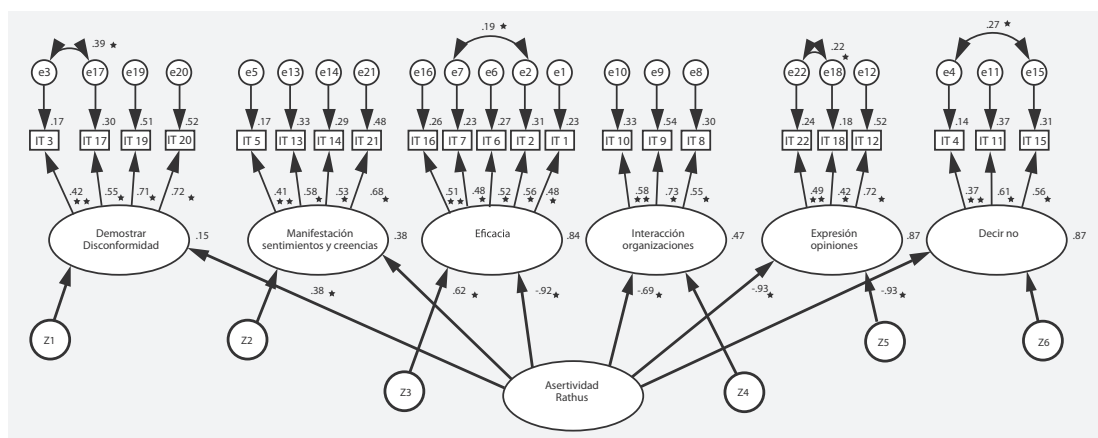 .39 ★ .19 ★ .22 ★ .27 ★
e3 e17 e19 e20 e5 e13 e14 e21 e16 e7 e6 e2 e1 e10 e9 e8 e22 e18 e12 e4 e11 e15
.17 .30 .51 .52 .17 .33 .29 .48 .26 .23 .27 .31 .23 .33 .54 .30 .24 .18 .52 .14 .37 .31
IT 3 IT 17 IT 19 IT 20 IT 5 IT 13 IT 14 IT 21 IT 16 IT 7 IT 6 IT 2 IT 1 IT 10 IT 9 IT 8 IT 22 IT 18 IT 12 IT 4 IT 11 IT 15
.42 ★★ .55 ★ .71 ★ .72 ★ .41 ★★ .58 ★ .53 ★ .68 ★ .51 ★★ .48 ★ .52 ★ .56 ★ .48 ★ .58 ★★ .73 ★ .55 ★ .49 ★★ .42 ★ .72 ★ .37 ★★ .61 ★ .56 ★
Demostrar Disconformidad .15
Manifestación sentimientos y creencias .38
Eficacia .84
Interacción organizaciones .47
Expresión opiniones .87
Decir no .87
.38 ★ .62 ★ -.92 ★ -.69 ★ -.93 ★ -.93 ★
Z1 Z2 Z3 Z4 Z5 Z6
Asertividad
Rathus